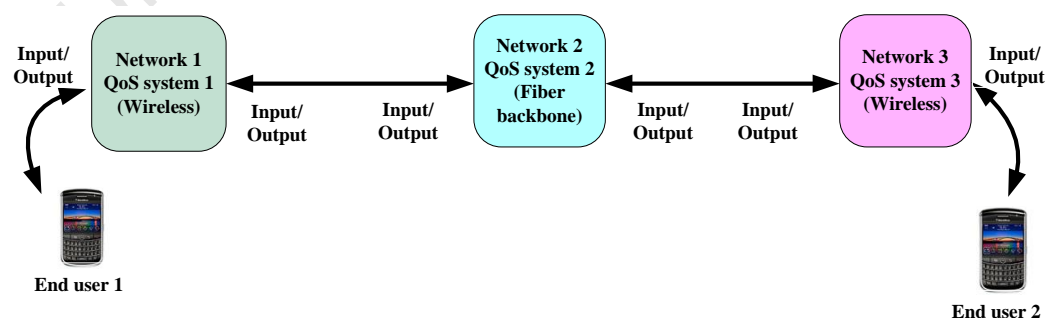 Input/
Output
Network 1
QoS system 1
(Wireless)
Input/
Output
Input/
Output
Network 2
QoS system 2
(Fiber
backbone)
Input/
Output
Input/
Output
Network 3
QoS system 3
(Wireless)
Input/
Output
End user 1
End user 2